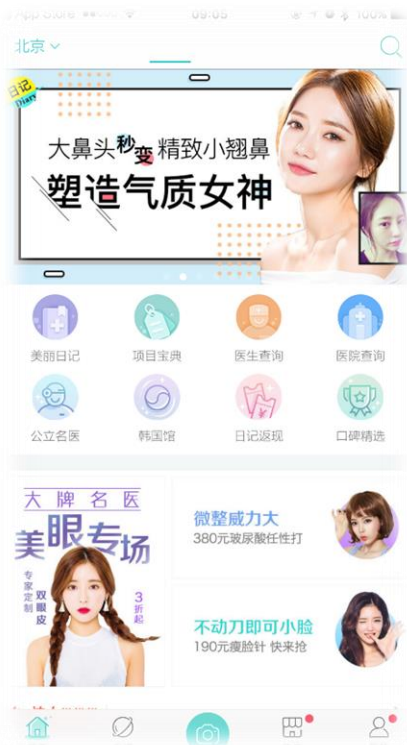 App Store
09:05
100%
北京
日记
Diary
大鼻头秒变精致小翘鼻
塑造气质女神
美丽日记
项目宝典
医生查询
医院查询
公立名医
韩国馆
日记返现
口碑精选
大牌名医
美眼专场
专家定制
双眼皮
3折起
微整威力大
380元玻尿酸任性打
不动刀即可小脸
190元瘦脸针 快来抢